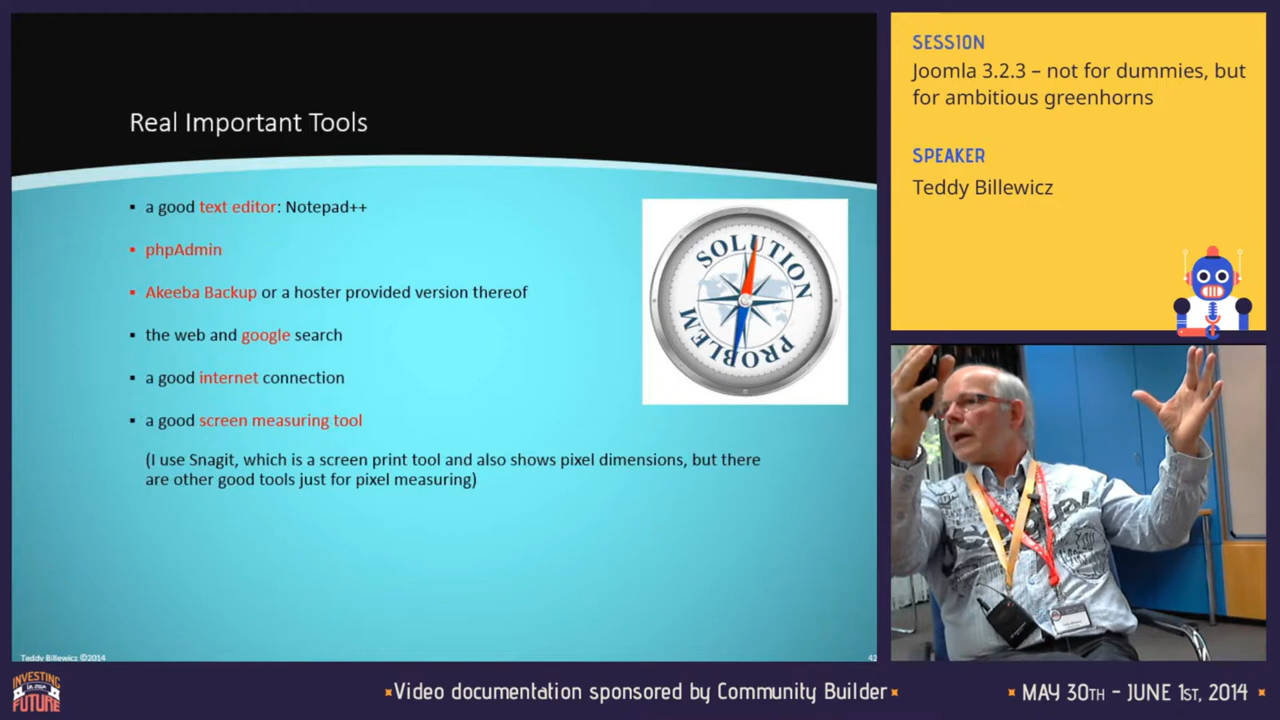 Real Important Tools
▪ a good text editor: Notepad++
▪ phpAdmin
▪ Akeeba Backup or a hoster provided version thereof
▪ the web and google search
▪ a good internet connection
▪ a good screen measuring tool
(I use Snagit, which is a screen print tool and also shows pixel dimensions, but there
are other good tools just for pixel measuring)
SOLUTION
PROBLEM
Teddy Billewicz ©2014
42
SESSION
Joomla 3.2.3 – not for dummies, but
for ambitious greenhorns
SPEAKER
Teddy Billewicz
INVESTING
IN OUR
FUTURE
Video documentation sponsored by Community Builder
MAY 30TH - JUNE 1ST, 2014